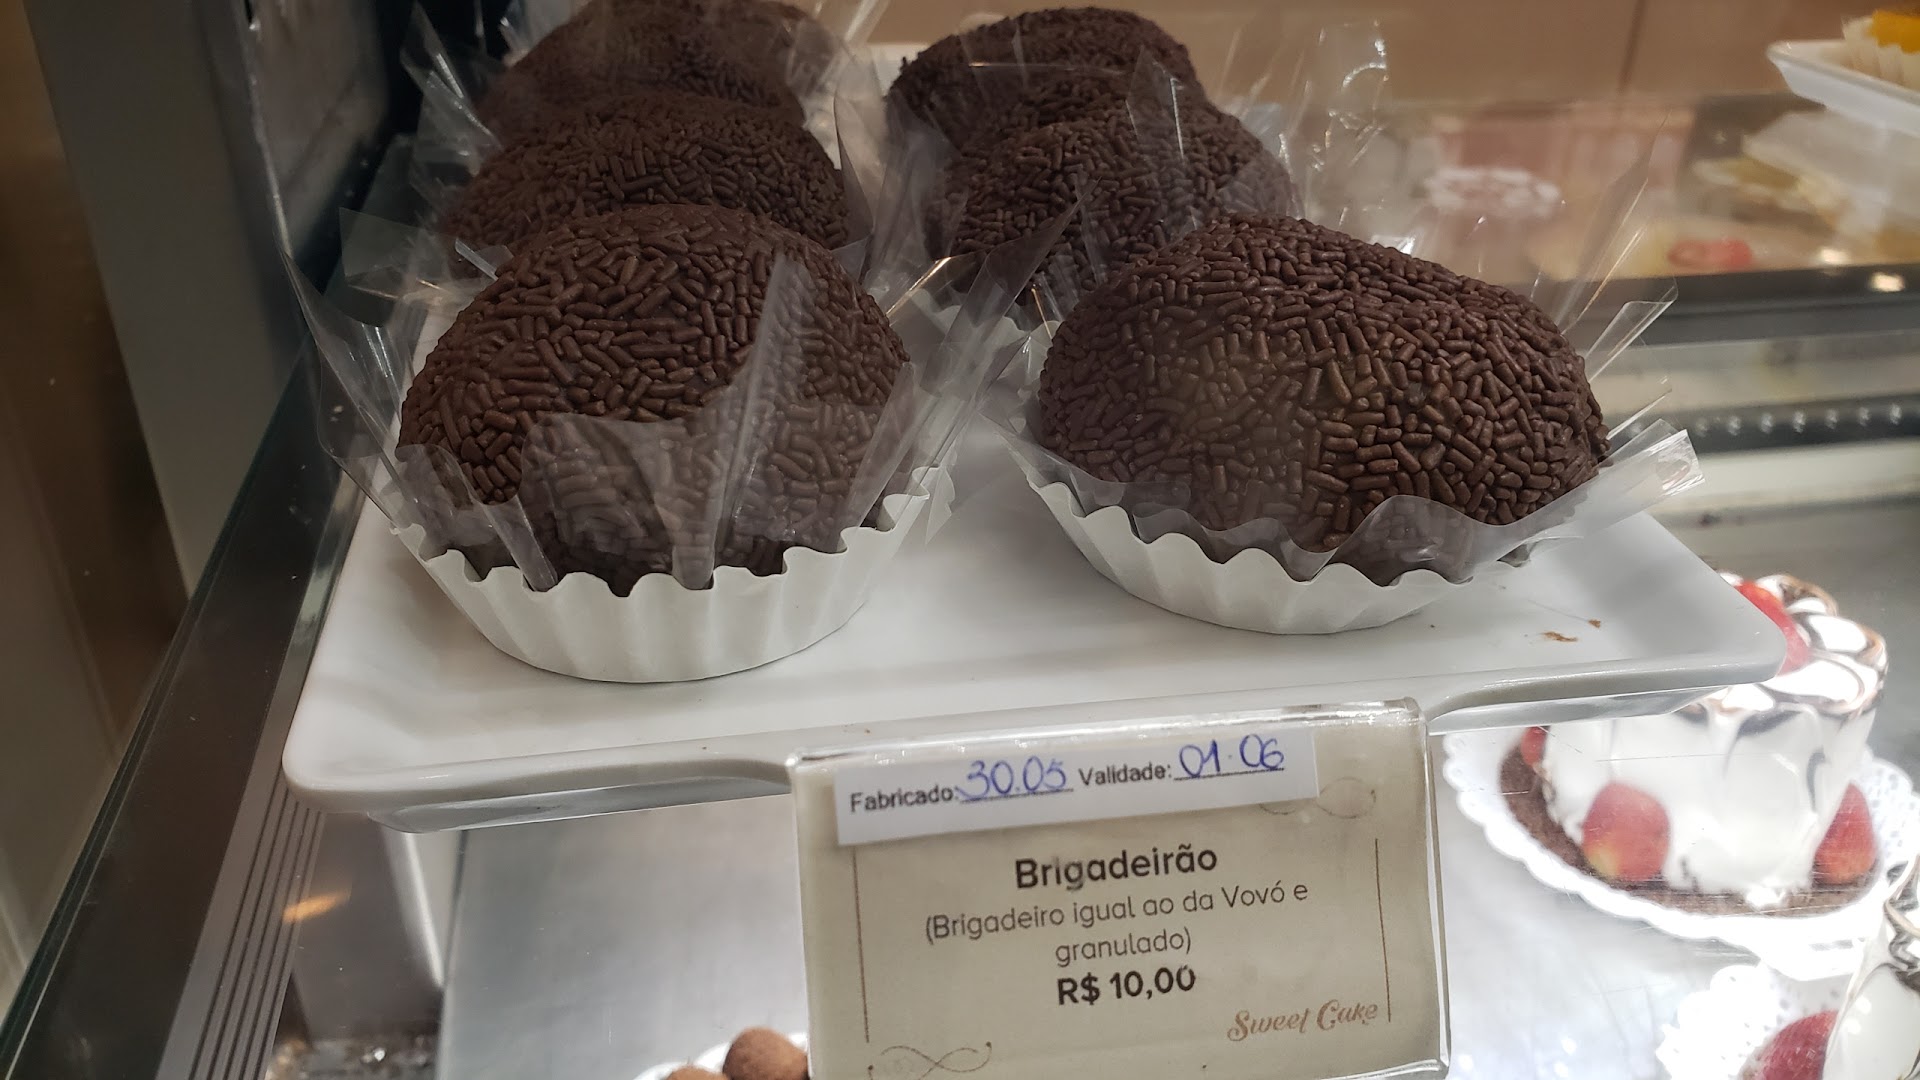 Fabricado: 30.05 Validade: 01.06
Brigadeirão
(Brigadeiro igual ao da Vovó e
granulado)
R$ 10,00
Sweet Cake